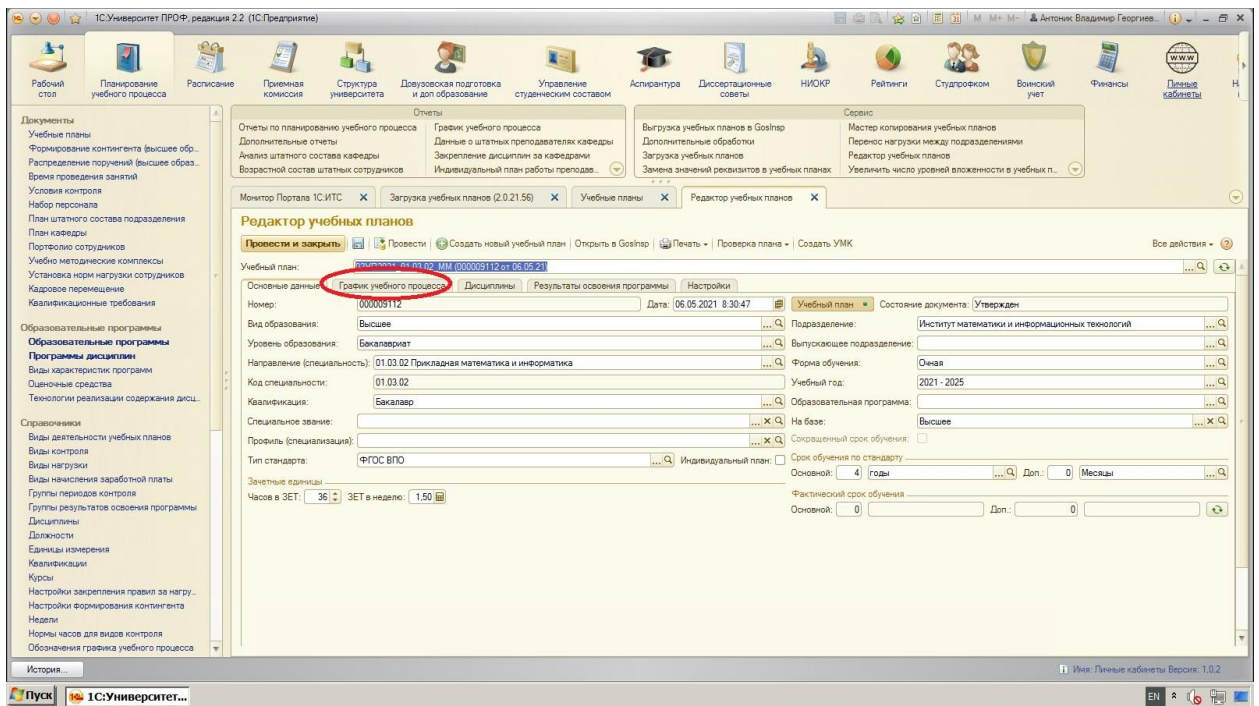 1С:Университет ПРОФ, редакция 2.2 (1С:Предприятие)
M M+ M- Антоник Владимир Георгиев...
Рабочий стол
Планирование учебного процесса
Расписание
Приемная комиссия
Структура университета
Довузовская подготовка и доп образование
Управление студенческим составом
Аспирантура
Диссертационные советы
НИОКР
Рейтинги
Студпрофком
Воинский учет
Финансы
www
Личные кабинеты
Документы
Учебные планы
Формирование контингента (высшее обр...
Распределение поручений (высшее образ...
Время проведения занятий
Условия контроля
Набор персонала
План штатного состава подразделения
План кафедры
Портфолио сотрудников
Учебно методические комплексы
Установка норм нагрузки сотрудников
Кадровое перемещение
Квалификационные требования
Образовательные программы
Образовательные программы
Программы дисциплин
Виды характеристик программ
Оценочные средства
Технологии реализации содержания дисц...
Справочники
Виды деятельности учебных планов
Виды контроля
Виды нагрузки
Виды начисления заработной платы
Группы периодов контроля
Группы результатов освоения программы
Дисциплины
Должности
Единицы измерения
Квалификации
Курсы
Настройки закрепления правил за нагру...
Настройки формирования контингента
Недели
Нормы часов для видов контроля
Обозначения графика учебного процесса
Отчеты
Отчеты по планированию учебного процесса График учебного процесса
Дополнительные отчеты Данные о штатных преподавателях кафедры
Анализ штатного состава кафедры Закрепление дисциплин за кафедрами
Возрастной состав штатных сотрудников Индивидуальный план работы преподав...
Сервис
Выгрузка учебных планов в GosInsp Мастер копирования учебных планов
Дополнительные обработки Перенос нагрузки между подразделениями
Загрузка учебных планов Редактор учебных планов
Замена значений реквизитов в учебных планах Увеличить число уровней вложенности в учебных п...
Монитор Портала 1С:ИТС Загрузка учебных планов (2.0.21.56) Учебные планы Редактор учебных планов
Редактор учебных планов
Провести и закрыть Провести Создать новый учебный план Открыть в GosInsp Печать Проверка плана Создать УМК Все действия
Учебный план: 02УП2021_01.03.02_ММ (000009112 от 06.05.21)
Основные данные График учебного процесса Дисциплины Результаты освоения программы Настройки
Номер: 000009112 Дата: 06.05.2021 8:30:47 Учебный план Состояние документа: Утвержден
Вид образования: Высшее Подразделение: Институт математики и информационных технологий
Уровень образования: Бакалавриат Выпускающее подразделение:
Направление (специальность): 01.03.02 Прикладная математика и информатика Форма обучения: Очная
Код специальности: 01.03.02 Учебный год: 2021 - 2025
Квалификация: Бакалавр Образовательная программа:
Специальное звание: На базе: Высшее
Профиль (специализация): Сокращенный срок обучения:
Тип стандарта: ФГОС ВПО Индивидуальный план: Срок обучения по стандарту
Основной: 4 годы Доп.: 0 Месяцы
Зачетные единицы
Часов в ЗЕТ: 36 ЗЕТ в неделю: 1,50 Фактический срок обучения
Основной: 0 Доп.: 0
История...
Имя: Личные кабинеты Версия: 1.0.2
Пуск 1С:Университет... EN